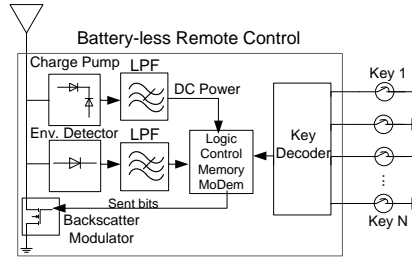 Battery-less Remote Control
Charge Pump
LPF
DC Power
Key 1
Env. Detector
LPF
Logic
Control
Memory
MoDem
Key
Decoder
Sent bits
Backscatter
Modulator
Key N